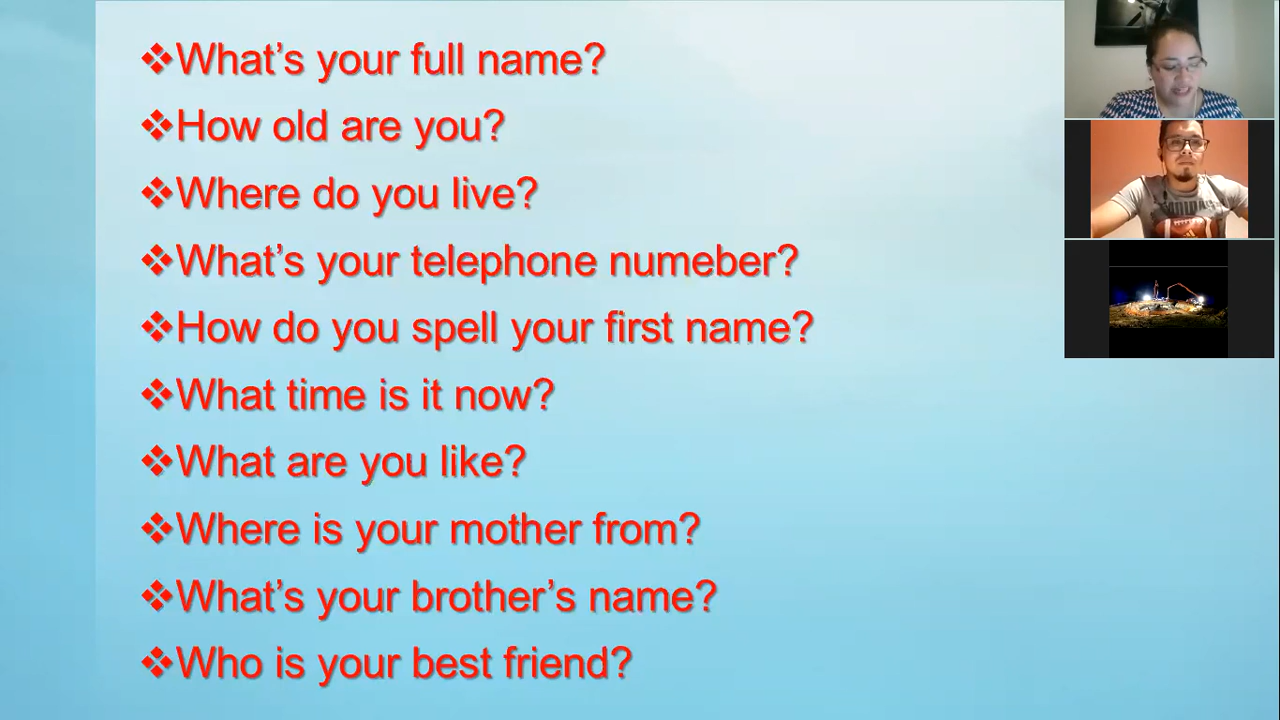 ❖What's your full name?
❖How old are you?
❖Where do you live?
❖What's your telephone numeber?
❖How do you spell your first name?
❖What time is it now?
❖What are you like?
❖Where is your mother from?
❖What's your brother's name?
❖Who is your best friend?